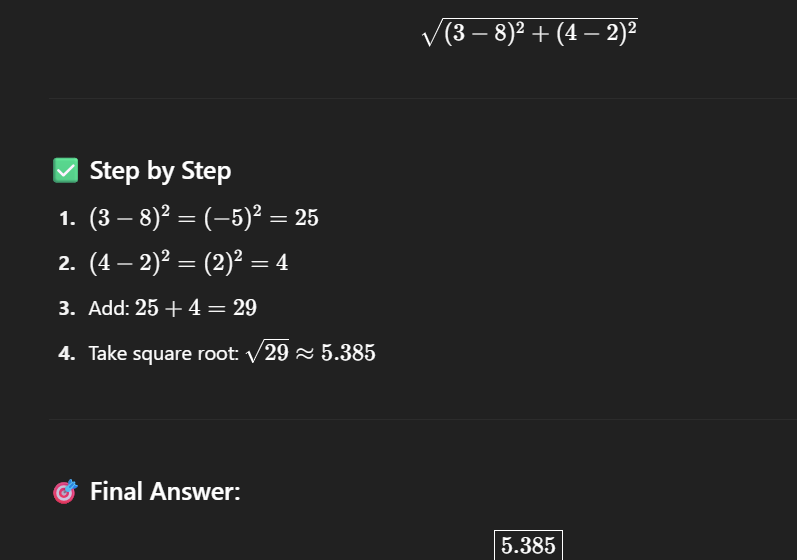 √(3 − 8)² + (4 − 2)²
✅ Step by Step
1. (3 − 8)² = (−5)² = 25
2. (4 − 2)² = (2)² = 4
3. Add: 25 + 4 = 29
4. Take square root: √29 ≈ 5.385
🎯 Final Answer:
5.385